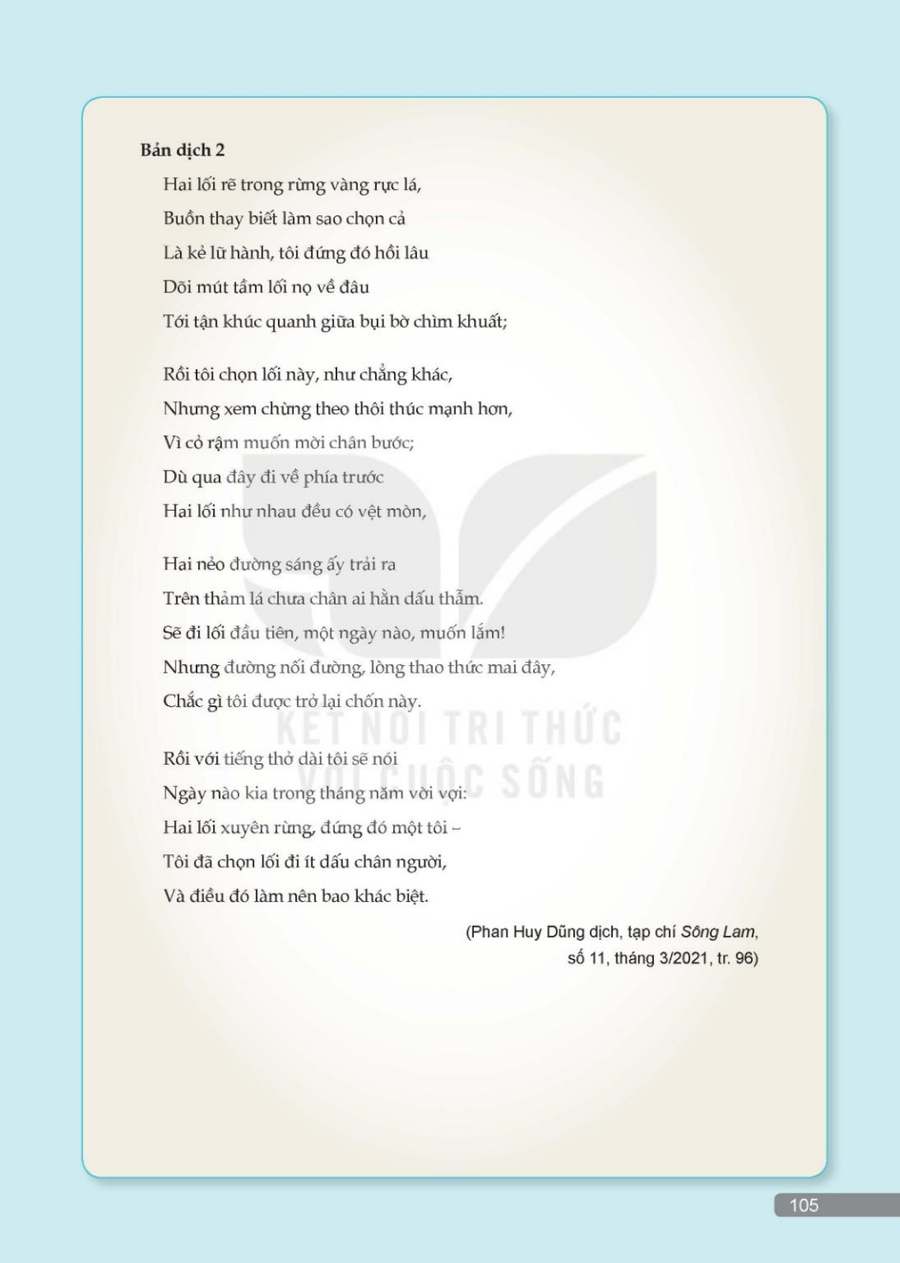 Bản dịch 2
Hai lối rẽ trong rừng vàng rực lá,
Buồn thay biết làm sao chọn cả
Là kẻ lữ hành, tôi đứng đó hồi lâu
Dõi mút tầm lối nọ về đâu
Tới tận khúc quanh giữa bụi bờ chìm khuất;
Rồi tôi chọn lối này, như chẳng khác,
Nhưng xem chừng theo thôi thúc mạnh hơn,
Vì cỏ rậm muốn mời chân bước;
Dù qua đây đi về phía trước
Hai lối như nhau đều có vệt mòn,
Hai nẻo đường sáng ấy trải ra
Trên thảm lá chưa chân ai hằn dấu thẫm.
Sẽ đi lối đầu tiên, một ngày nào, muốn lắm!
Nhưng đường nối đường, lòng thao thức mai đây,
Chắc gì tôi được trở lại chốn này.
KẾT NỐI TRI THỨC
VỚI CUỘC SỐNG
Rồi với tiếng thở dài tôi sẽ nói
Ngày nào kia trong tháng năm vời vợi:
Hai lối xuyên rừng, đứng đó một tôi –
Tôi đã chọn lối đi ít dấu chân người,
Và điều đó làm nên bao khác biệt.
(Phan Huy Dũng dịch, tạp chí Sông Lam,
số 11, tháng 3/2021, tr. 96)
105